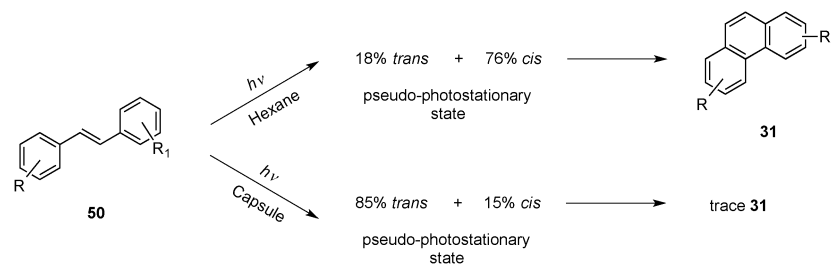 hν
Hexane
18% trans + 76% cis
pseudo-photostationary
state
R
R
31
R
R1
50
hν
Capsule
85% trans + 15% cis
trace 31
pseudo-photostationary
state